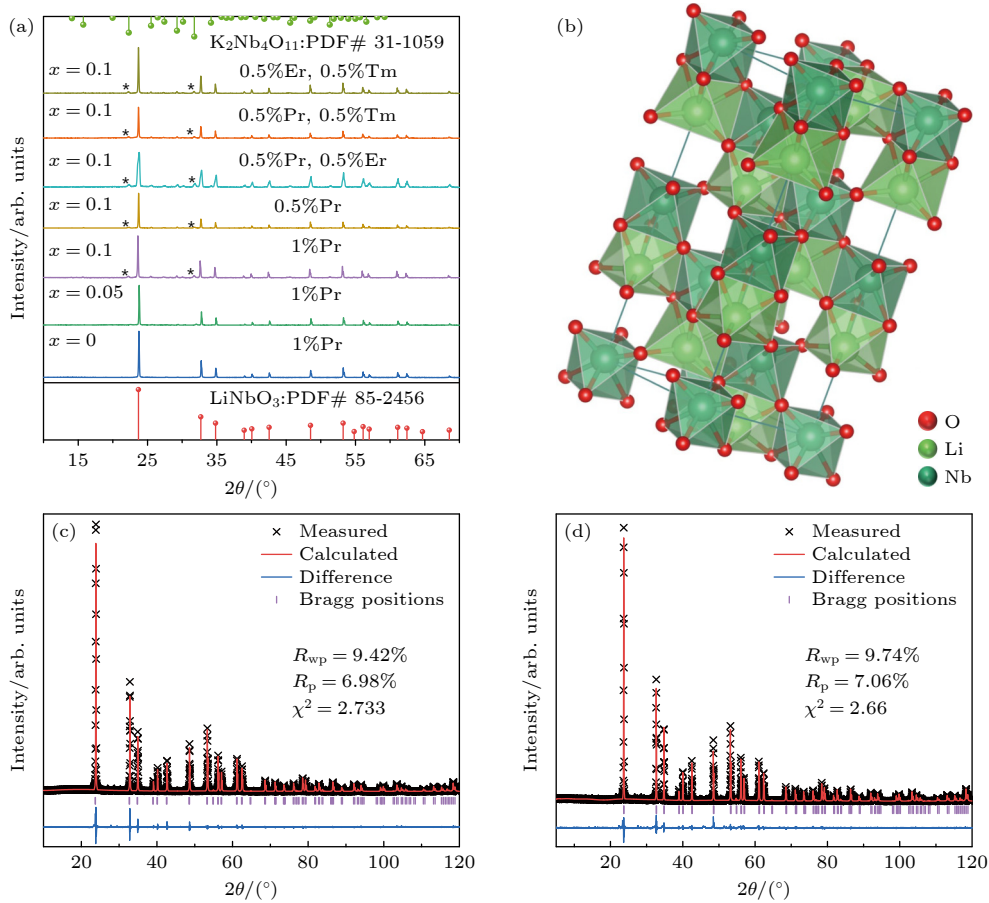 (a)
K₂Nb₄O₁₁:PDF# 31-1059
x = 0.1 0.5%Er, 0.5%Tm
* *
x = 0.1 0.5%Pr, 0.5%Tm
* *
x = 0.1 0.5%Pr, 0.5%Er
* *
x = 0.1 0.5%Pr
* *
x = 0.1 1%Pr
* *
x = 0.05 1%Pr
x = 0 1%Pr
LiNbO₃:PDF# 85-2456
Intensity/arb. units
15 25 35 45 55 65
2θ/(°)
(b)
O
Li
Nb
(c)
Measured
Calculated
Difference
Bragg positions
R_wp = 9.42%
R_p = 6.98%
χ² = 2.733
Intensity/arb. units
20 40 60 80 100 120
2θ/(°)
(d)
Measured
Calculated
Difference
Bragg positions
R_wp = 9.74%
R_p = 7.06%
χ² = 2.66
Intensity/arb. units
20 40 60 80 100 120
2θ/(°)